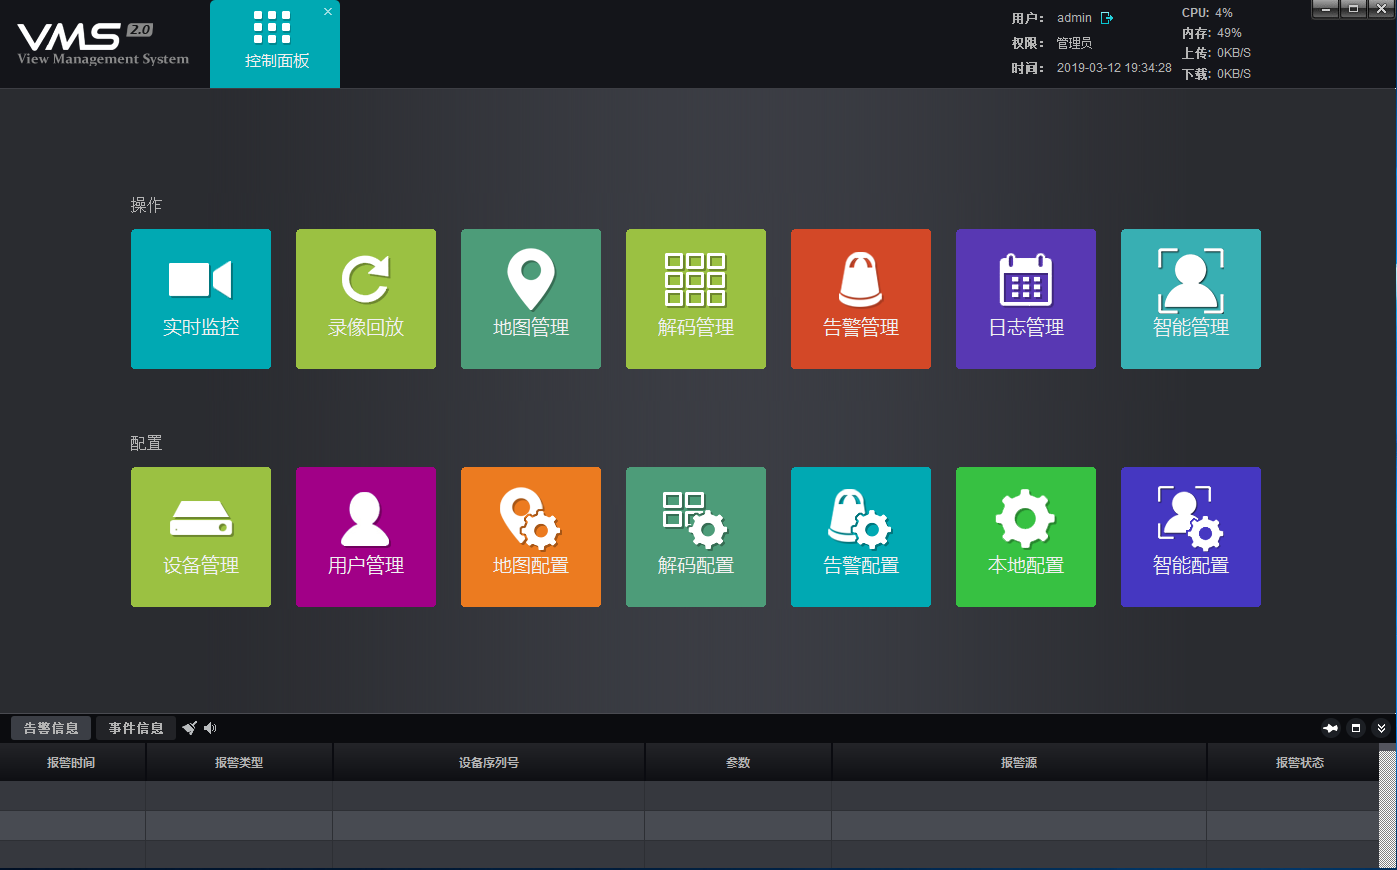 VMS 2.0
View Management System
控制面板
用户: admin
权限: 管理员
时间: 2019-03-12 19:34:28
CPU: 4%
内存: 49%
上传: 0KB/S
下载: 0KB/S
操作
实时监控 录像回放 地图管理 解码管理 告警管理 日志管理 智能管理
配置
设备管理 用户管理 地图配置 解码配置 告警配置 本地配置 智能配置
告警信息 事件信息
报警时间 报警类型 设备序列号 参数 报警源 报警状态